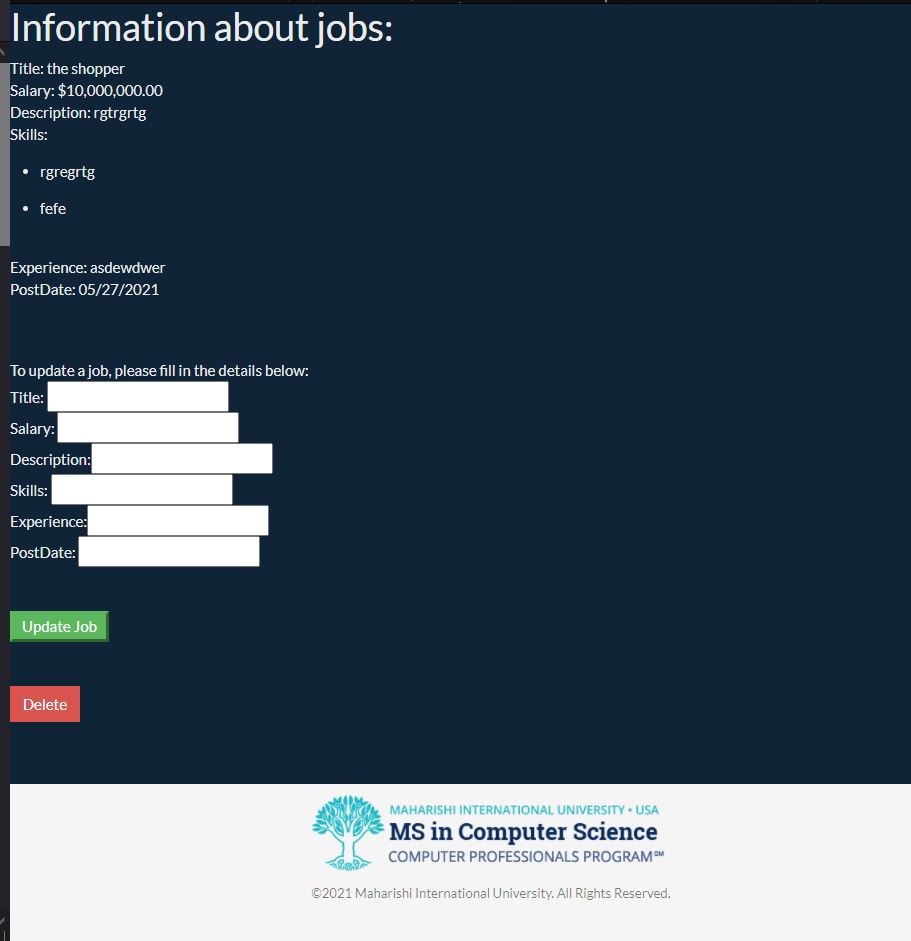 Information about jobs:
Title: the shopper
Salary: $10,000,000.00
Description: rgtrgrtg
Skills:
• rgregrtg
• fefe
Experience: asdewdwer
PostDate: 05/27/2021
To update a job, please fill in the details below:
Title:
Salary:
Description:
Skills:
Experience:
PostDate:
Update Job
Delete
MAHARISHI INTERNATIONAL UNIVERSITY • USA
MS in Computer Science
COMPUTER PROFESSIONALS PROGRAM℠
©2021 Maharishi International University. All Rights Reserved.